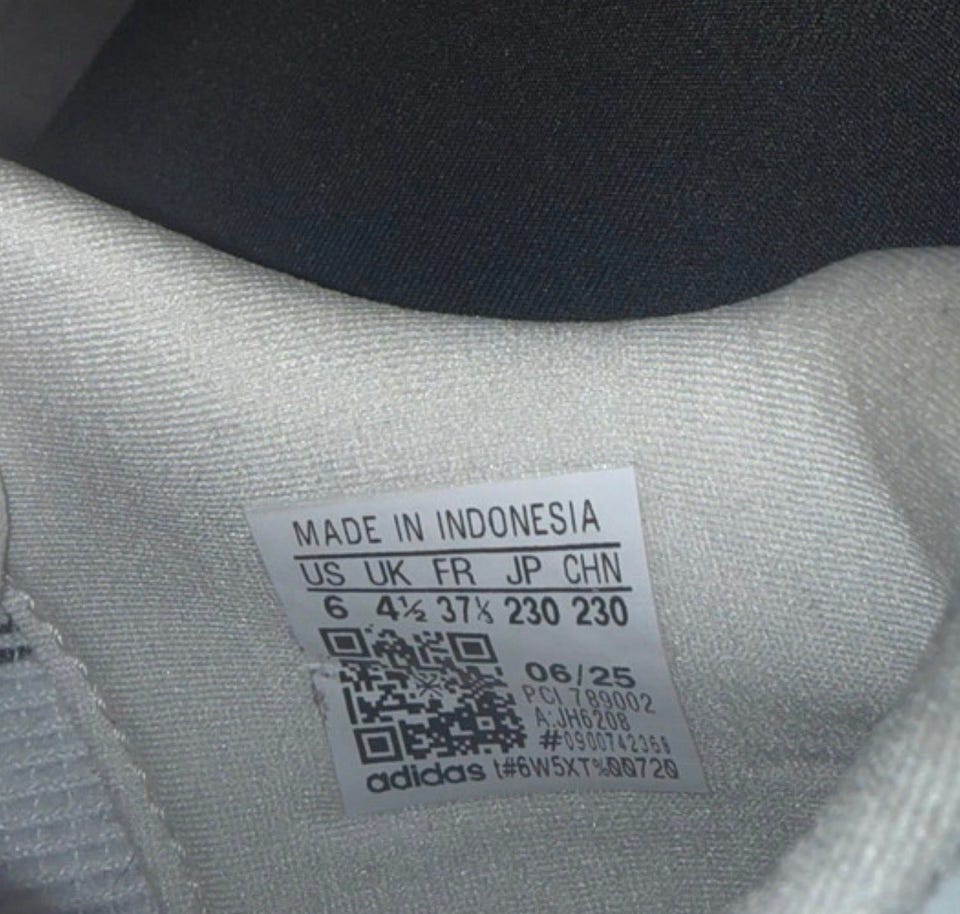 MADE IN INDONESIA
US UK FR JP CHN
6 4½ 37⅓ 230 230
06/25
PCI 789002
A:JH6208
#0900742368
adidas t#6W5XT%00720